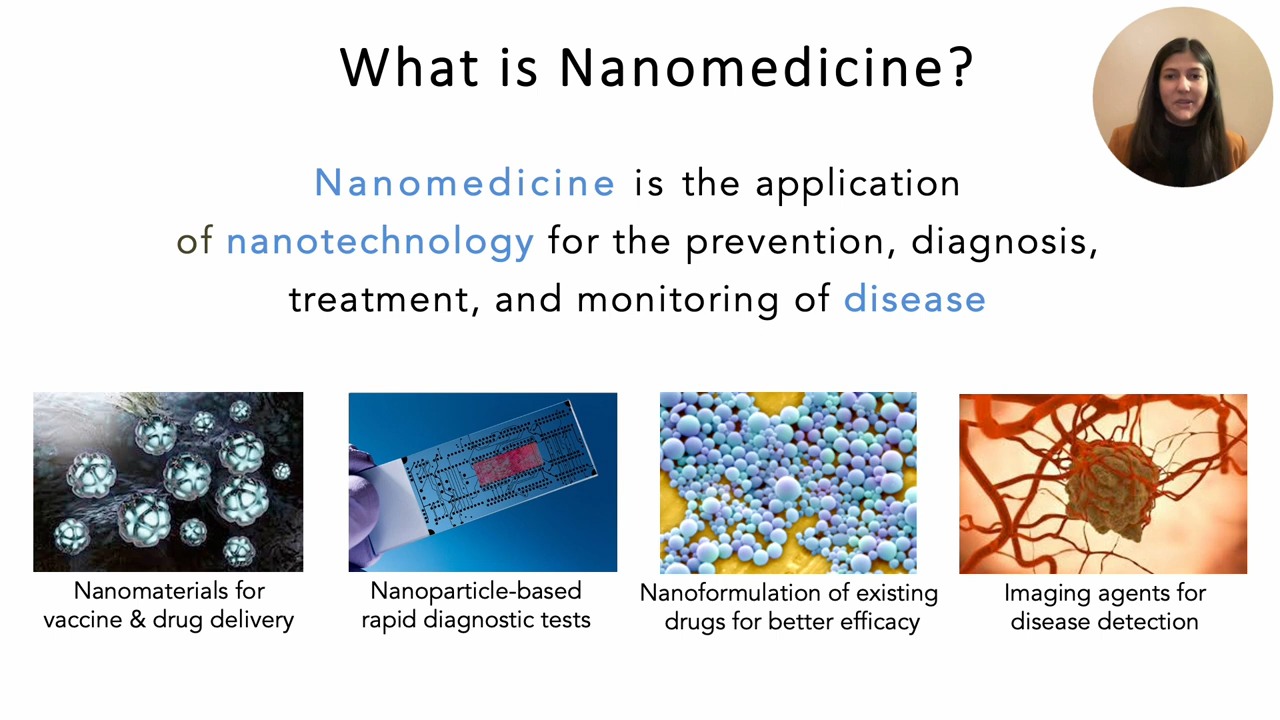 What is Nanomedicine?
Nanomedicine is the application
of nanotechnology for the prevention, diagnosis,
treatment, and monitoring of disease
Nanomaterials for
vaccine & drug delivery
Nanoparticle-based
rapid diagnostic tests
Nanoformulation of existing
drugs for better efficacy
Imaging agents for
disease detection